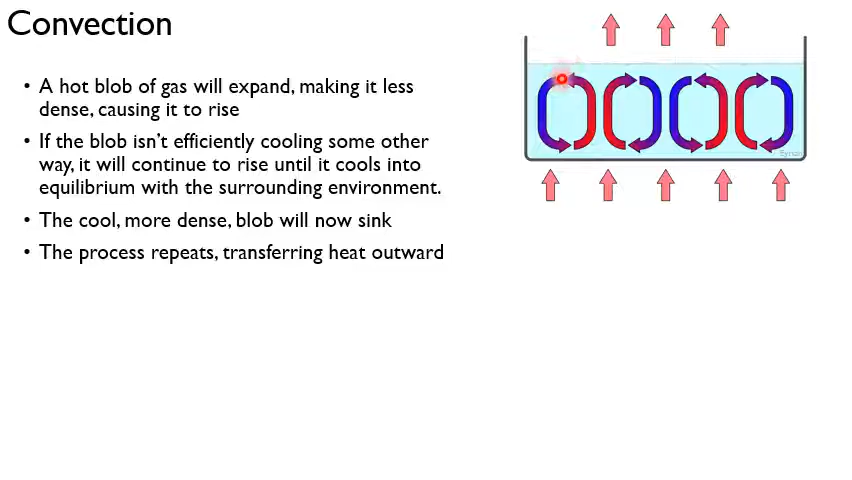 Convection
• A hot blob of gas will expand, making it less
dense, causing it to rise
• If the blob isn't efficiently cooling some other
way, it will continue to rise until it cools into
equilibrium with the surrounding environment.
• The cool, more dense, blob will now sink
• The process repeats, transferring heat outward